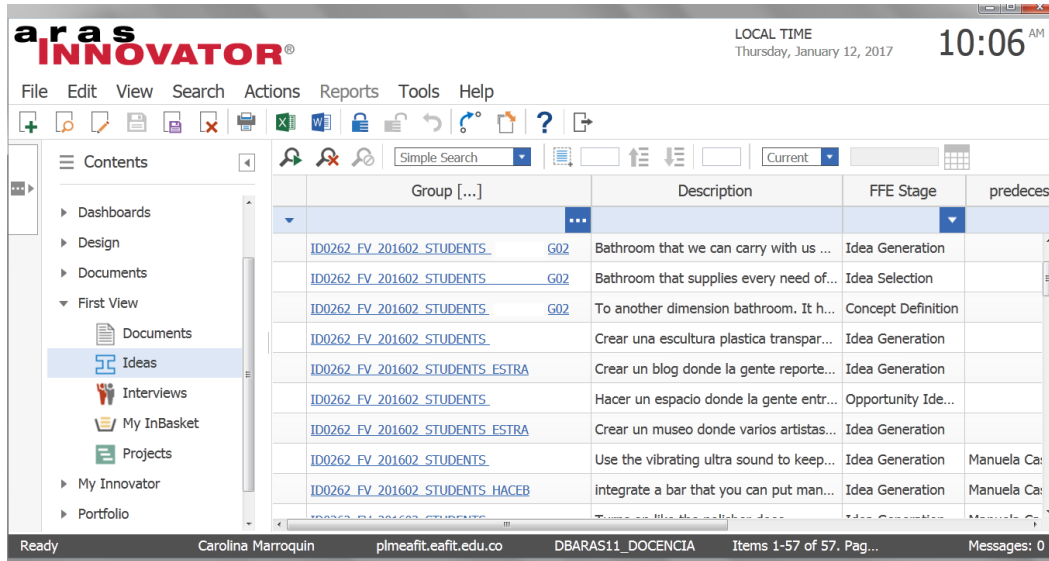 aras
INNOVATOR®
LOCAL TIME
Thursday, January 12, 2017
10:06 AM
File Edit View Search Actions Reports Tools Help
Simple Search Current
Contents
Group [...] Description FFE Stage predeces
Dashboards
Design
Documents
First View
Documents
Ideas
Interviews
My InBasket
Projects
My Innovator
Portfolio
ID0262_FV_201602_STUDENTS_ G02 Bathroom that we can carry with us ... Idea Generation
ID0262_FV_201602_STUDENTS_ G02 Bathroom that supplies every need of... Idea Selection
ID0262_FV_201602_STUDENTS_ G02 To another dimension bathroom. It h... Concept Definition
ID0262_FV_201602_STUDENTS_ Crear una escultura plastica transpar... Idea Generation
ID0262_FV_201602_STUDENTS_ESTRA Crear un blog donde la gente reporte... Idea Generation
ID0262_FV_201602_STUDENTS_ Hacer un espacio donde la gente entr... Opportunity Ide...
ID0262_FV_201602_STUDENTS_ESTRA Crear un museo donde varios artistas... Idea Generation
ID0262_FV_201602_STUDENTS_ Use the vibrating ultra sound to keep... Idea Generation Manuela Ca
ID0262_FV_201602_STUDENTS_HACEB integrate a bar that you can put man... Idea Generation Manuela Ca
Ready Carolina Marroquin plmeafit.eafit.edu.co DBARAS11_DOCENCIA Items 1-57 of 57. Pag... Messages: 0